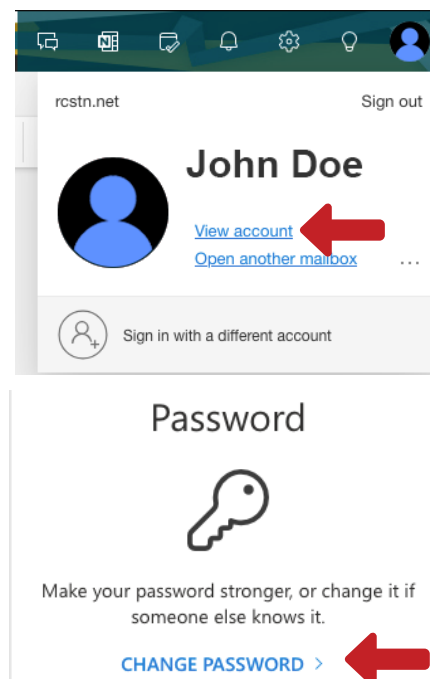 rcstn.net Sign out
John Doe
View account
Open another mailbox ...
Sign in with a different account
Password
Make your password stronger, or change it if
someone else knows it.
CHANGE PASSWORD >